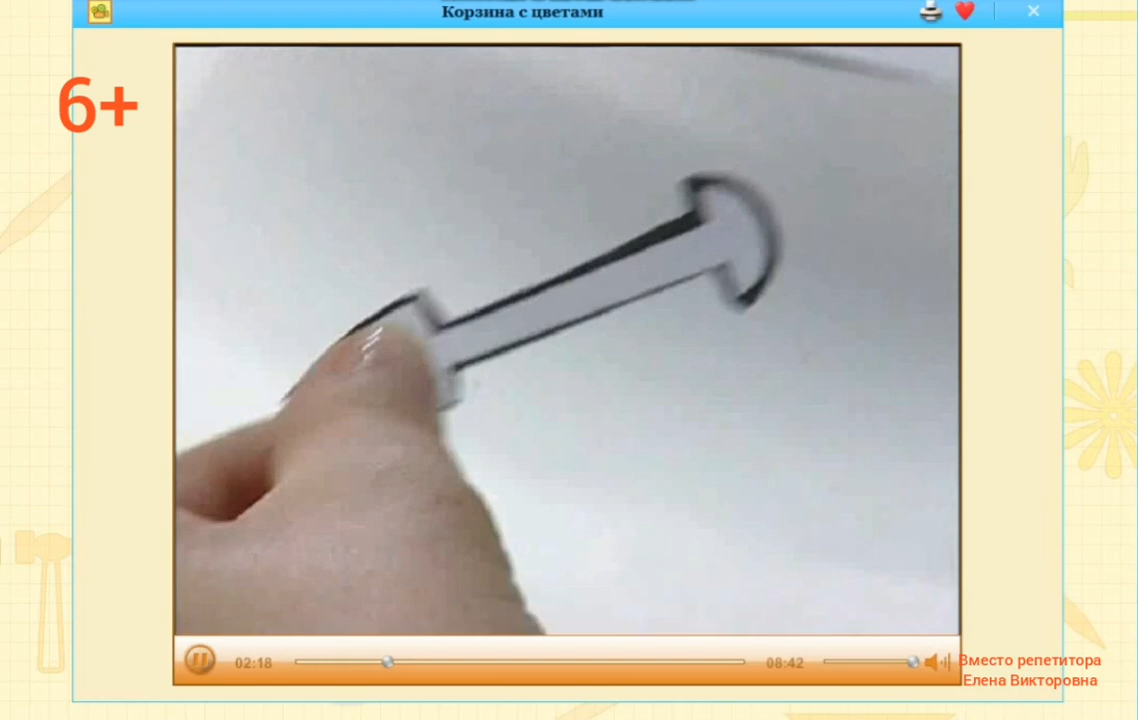 Корзина с цветами
6+
02:18
08:42
Вместо репетитора
Елена Викторовна